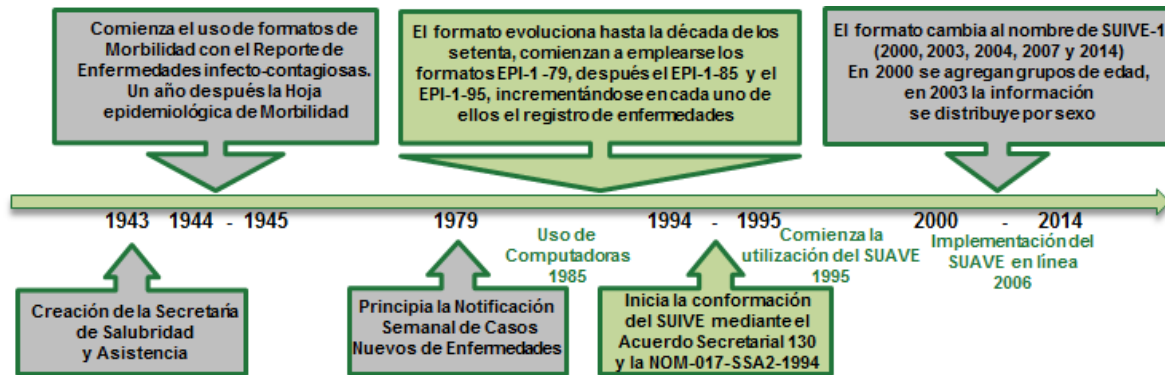 Comienza el uso de formatos de
Morbilidad con el Reporte de
Enfermedades infecto-contagiosas.
Un año después la Hoja
epidemiológica de Morbilidad
El formato evoluciona hasta la década de los
setenta, comienzan a emplearse los
formatos EPI-1 -79, después el EPI-1-85 y el
EPI-1-95, incrementándose en cada uno de
ellos el registro de enfermedades
El formato cambia al nombre de SUIVE-1
(2000, 2003, 2004, 2007 y 2014)
En 2000 se agregan grupos de edad,
en 2003 la información
se distribuye por sexo
1943 1944 - 1945 1979 1994 - 1995 2000 - 2014
Uso de
Computadoras
1985
Comienza la
utilización del SUAVE
1995
Implementación del
SUAVE en línea
2006
Creación de la Secretaría
de Salubridad
y Asistencia
Principia la Notificación
Semanal de Casos
Nuevos de Enfermedades
Inicia la conformación
del SUIVE mediante el
Acuerdo Secretarial 130
y la NOM-017-SSA2-1994